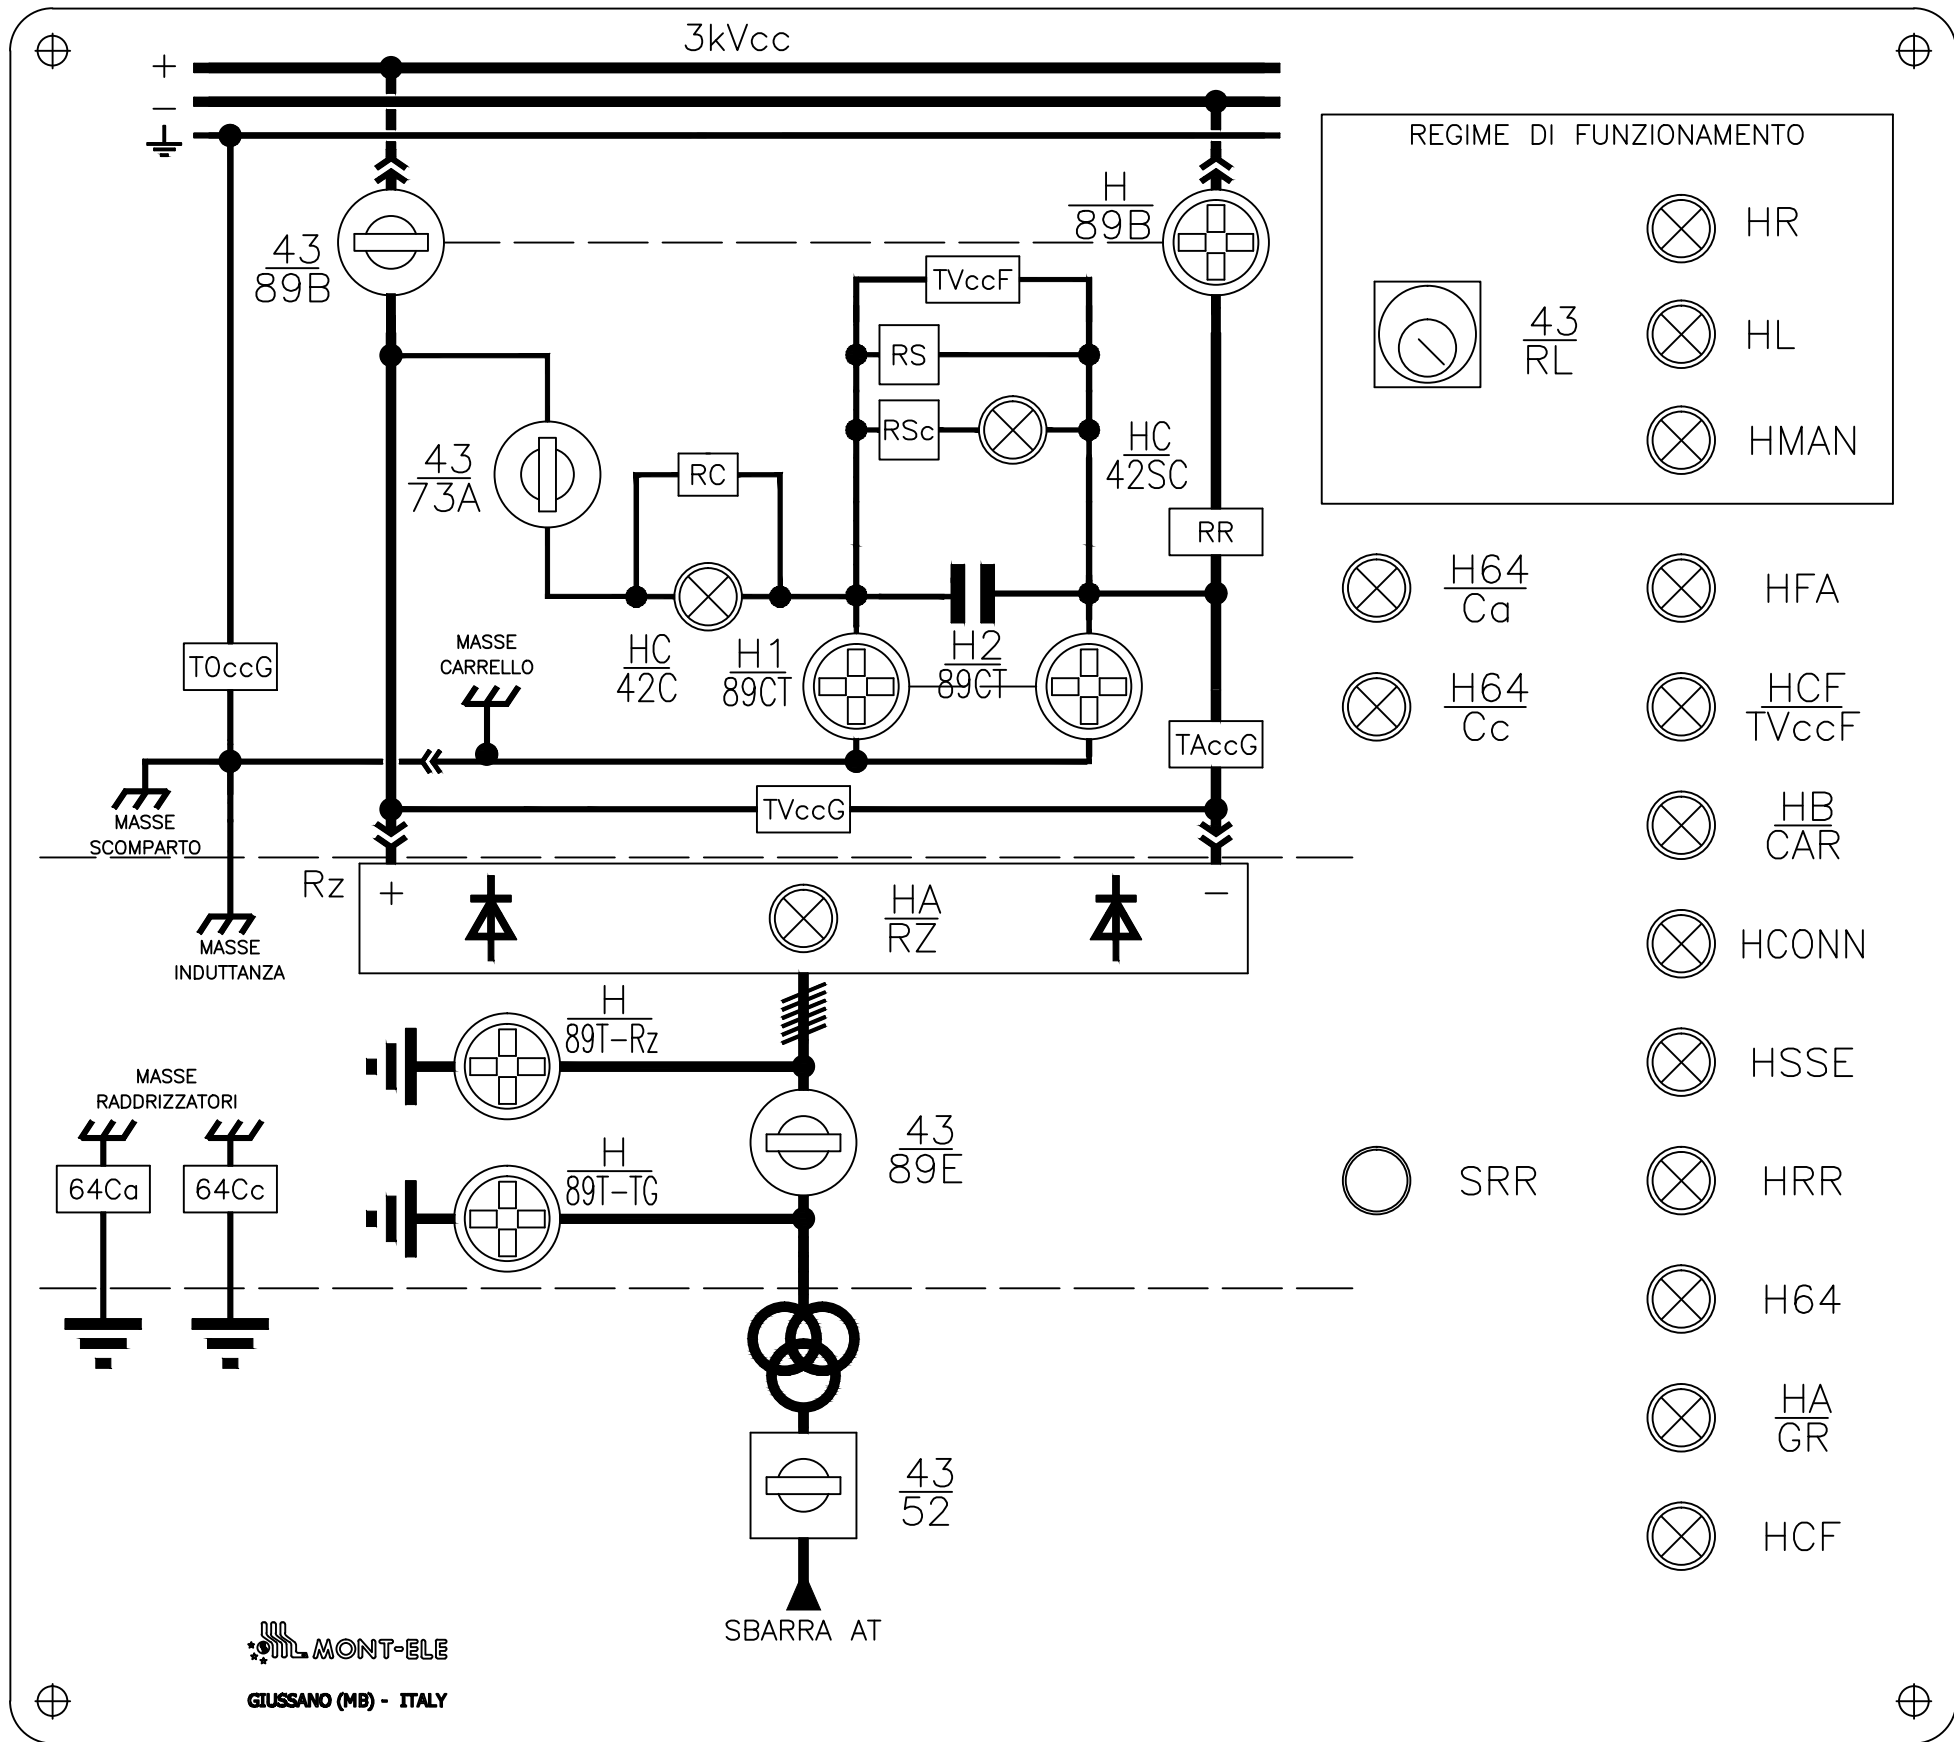 3kVcc
+
−
REGIME DI FUNZIONAMENTO
HR
HL
HMAN
43
RL
43
89B
H
89B
TVccF
RS
RSc
HC
42SC
43
73A
RC
RR
HC
42C
H1
89CT
H2
89CT
MASSE
CARRELLO
TOccG
TAccG
TVccG
MASSE
SCOMPARTO
MASSE
INDUTTANZA
Rz
+
−
HA
RZ
H
89T-Rz
H
89T-TG
43
89E
MASSE
RADDRIZZATORI
64Ca
64Cc
43
52
SBARRA AT
H64
Ca
HFA
H64
Cc
HCF
TVccF
HB
CAR
HCONN
HSSE
SRR
HRR
H64
HA
GR
HCF
MONT-ELE
GIUSSANO (MB) - ITALY